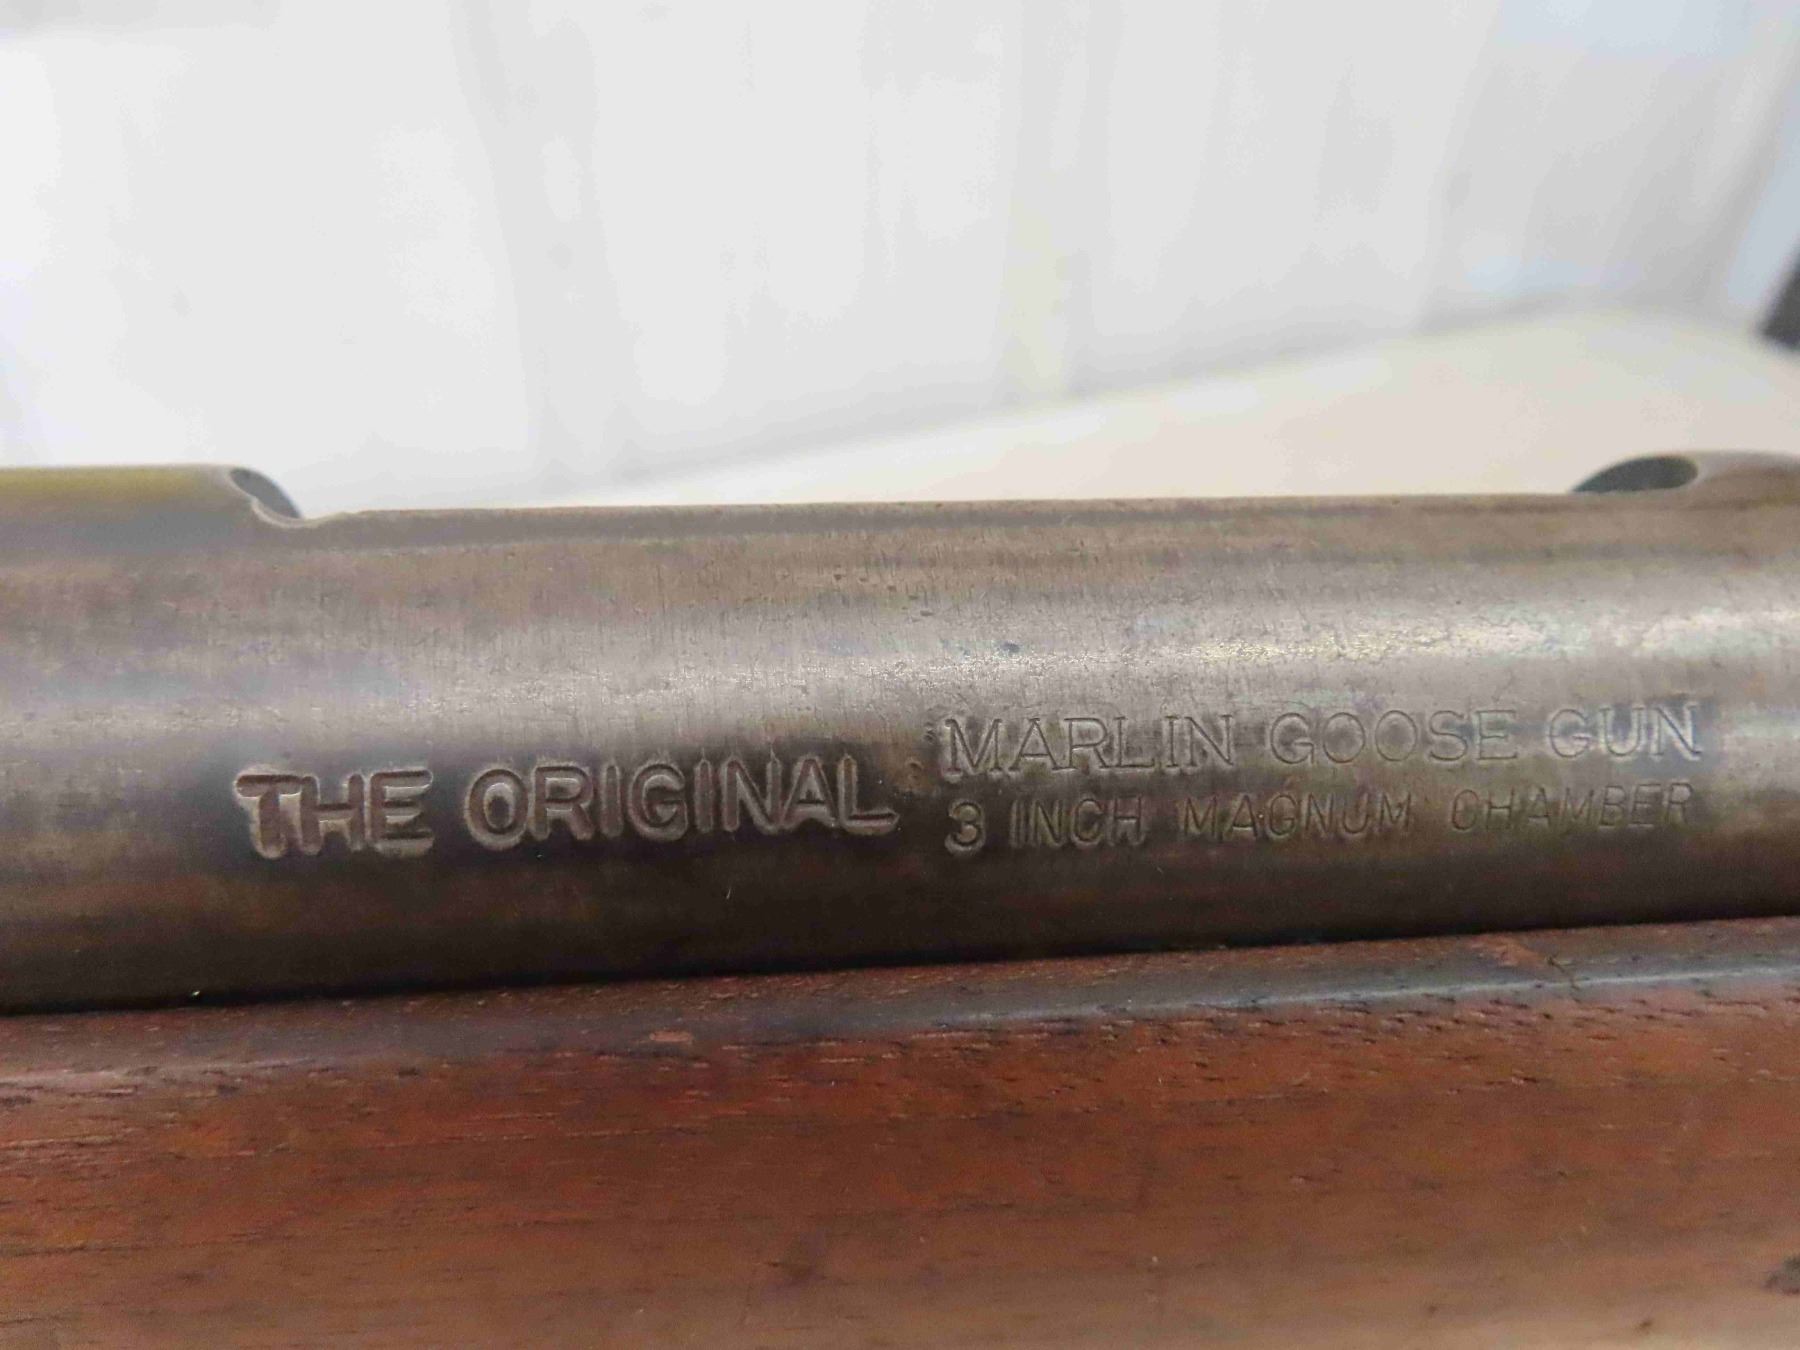 THE ORIGINAL
MARLIN GOOSE GUN
3 INCH MAGNUM CHAMBER